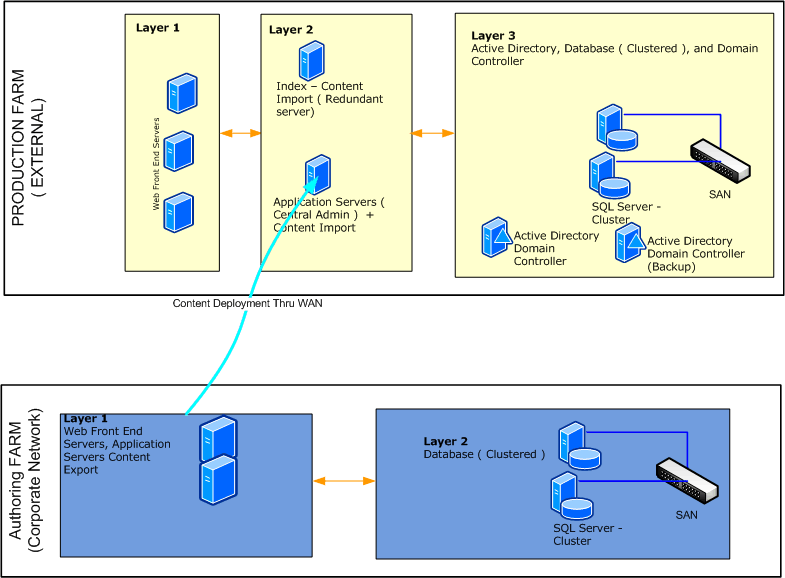 PRODUCTION FARM
( EXTERNAL)
Layer 1
Web Front End Servers
Layer 2
Index – Content
Import ( Redundant
server)
Application Servers (
Central Admin ) +
Content Import
Layer 3
Active Directory, Database ( Clustered ), and Domain
Controller
SAN
SQL Server -
Cluster
Active Directory
Domain
Controller
Active Directory
Domain Controller
(Backup)
Content Deployment Thru WAN
Authoring FARM
(Corporate Network)
Layer 1
Web Front End
Servers, Application
Servers Content
Export
Layer 2
Database ( Clustered )
SAN
SQL Server -
Cluster